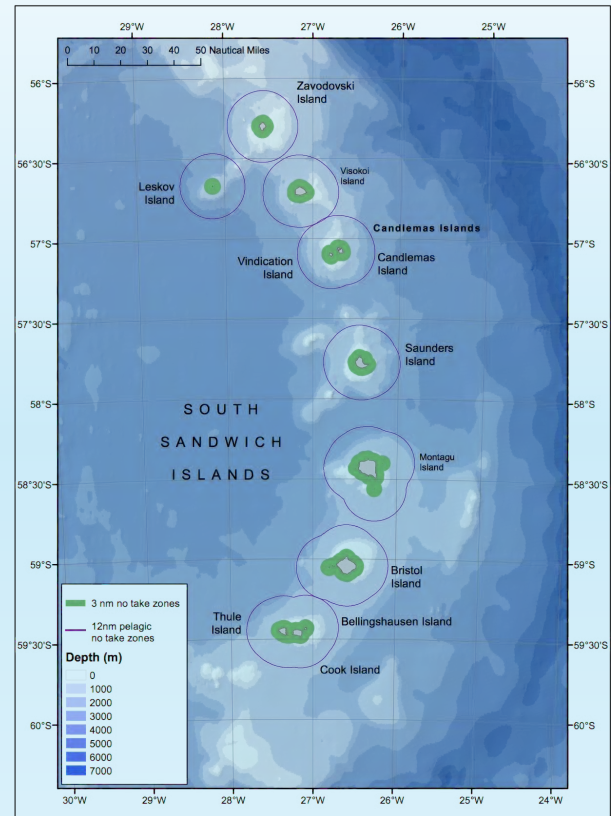 29°W 28°W 27°W 26°W 25°W
0 10 20 30 40 50 Nautical Miles
56°S
56°S
Zavodovski
Island
56°30'S
56°30'S
Leskov
Island
Visokoi
Island
Candlemas Islands
57°S
57°S
Vindication
Island
Candlemas
Island
57°30'S
57°30'S
Saunders
Island
58°S
58°S
SOUTH
SANDWICH
ISLANDS
Montagu
Island
58°30'S
58°30'S
59°S
59°S
Bristol
Island
Thule
Island
Bellingshausen Island
59°30'S
59°30'S
Cook Island
60°S
60°S
3 nm no take zones
12nm pelagic
no take zones
Depth (m)
0
1000
2000
3000
4000
5000
6000
7000
30°W 29°W 28°W 27°W 26°W 25°W 24°W